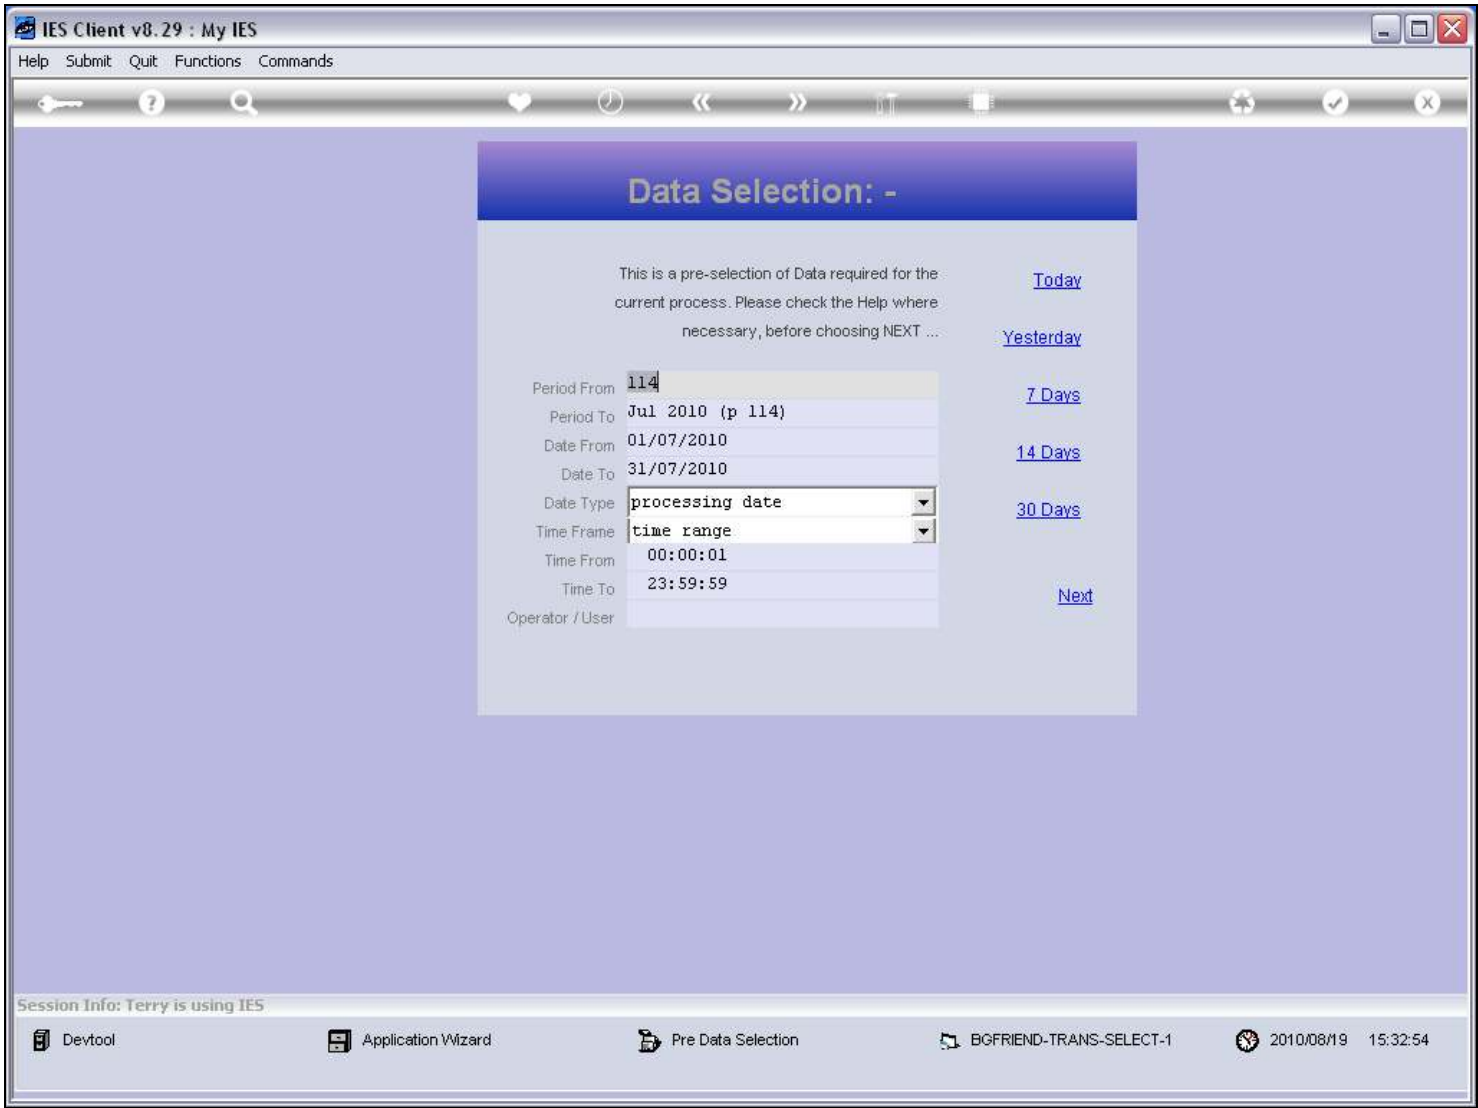 IES Client v8.29 : My IES
Help Submit Quit Functions Commands
Data Selection: -
This is a pre-selection of Data required for the
current process. Please check the Help where
necessary, before choosing NEXT ...
Today
Yesterday
7 Days
14 Days
30 Days
Next
Period From 114
Period To Jul 2010 (p 114)
Date From 01/07/2010
Date To 31/07/2010
Date Type processing date
Time Frame time range
Time From 00:00:01
Time To 23:59:59
Operator / User
Session Info: Terry is using IES
Devtool Application Wizard Pre Data Selection BGFRIEND-TRANS-SELECT-1 2010/08/19 15:32:54